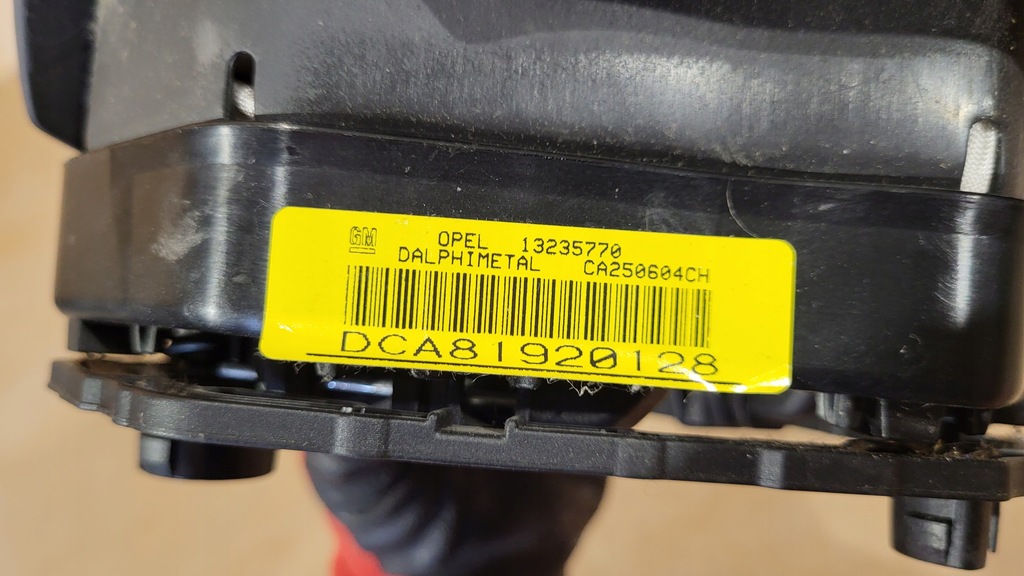 GM OPEL 13235770
DALPHIMETAL CA250604CH
DCA81920128